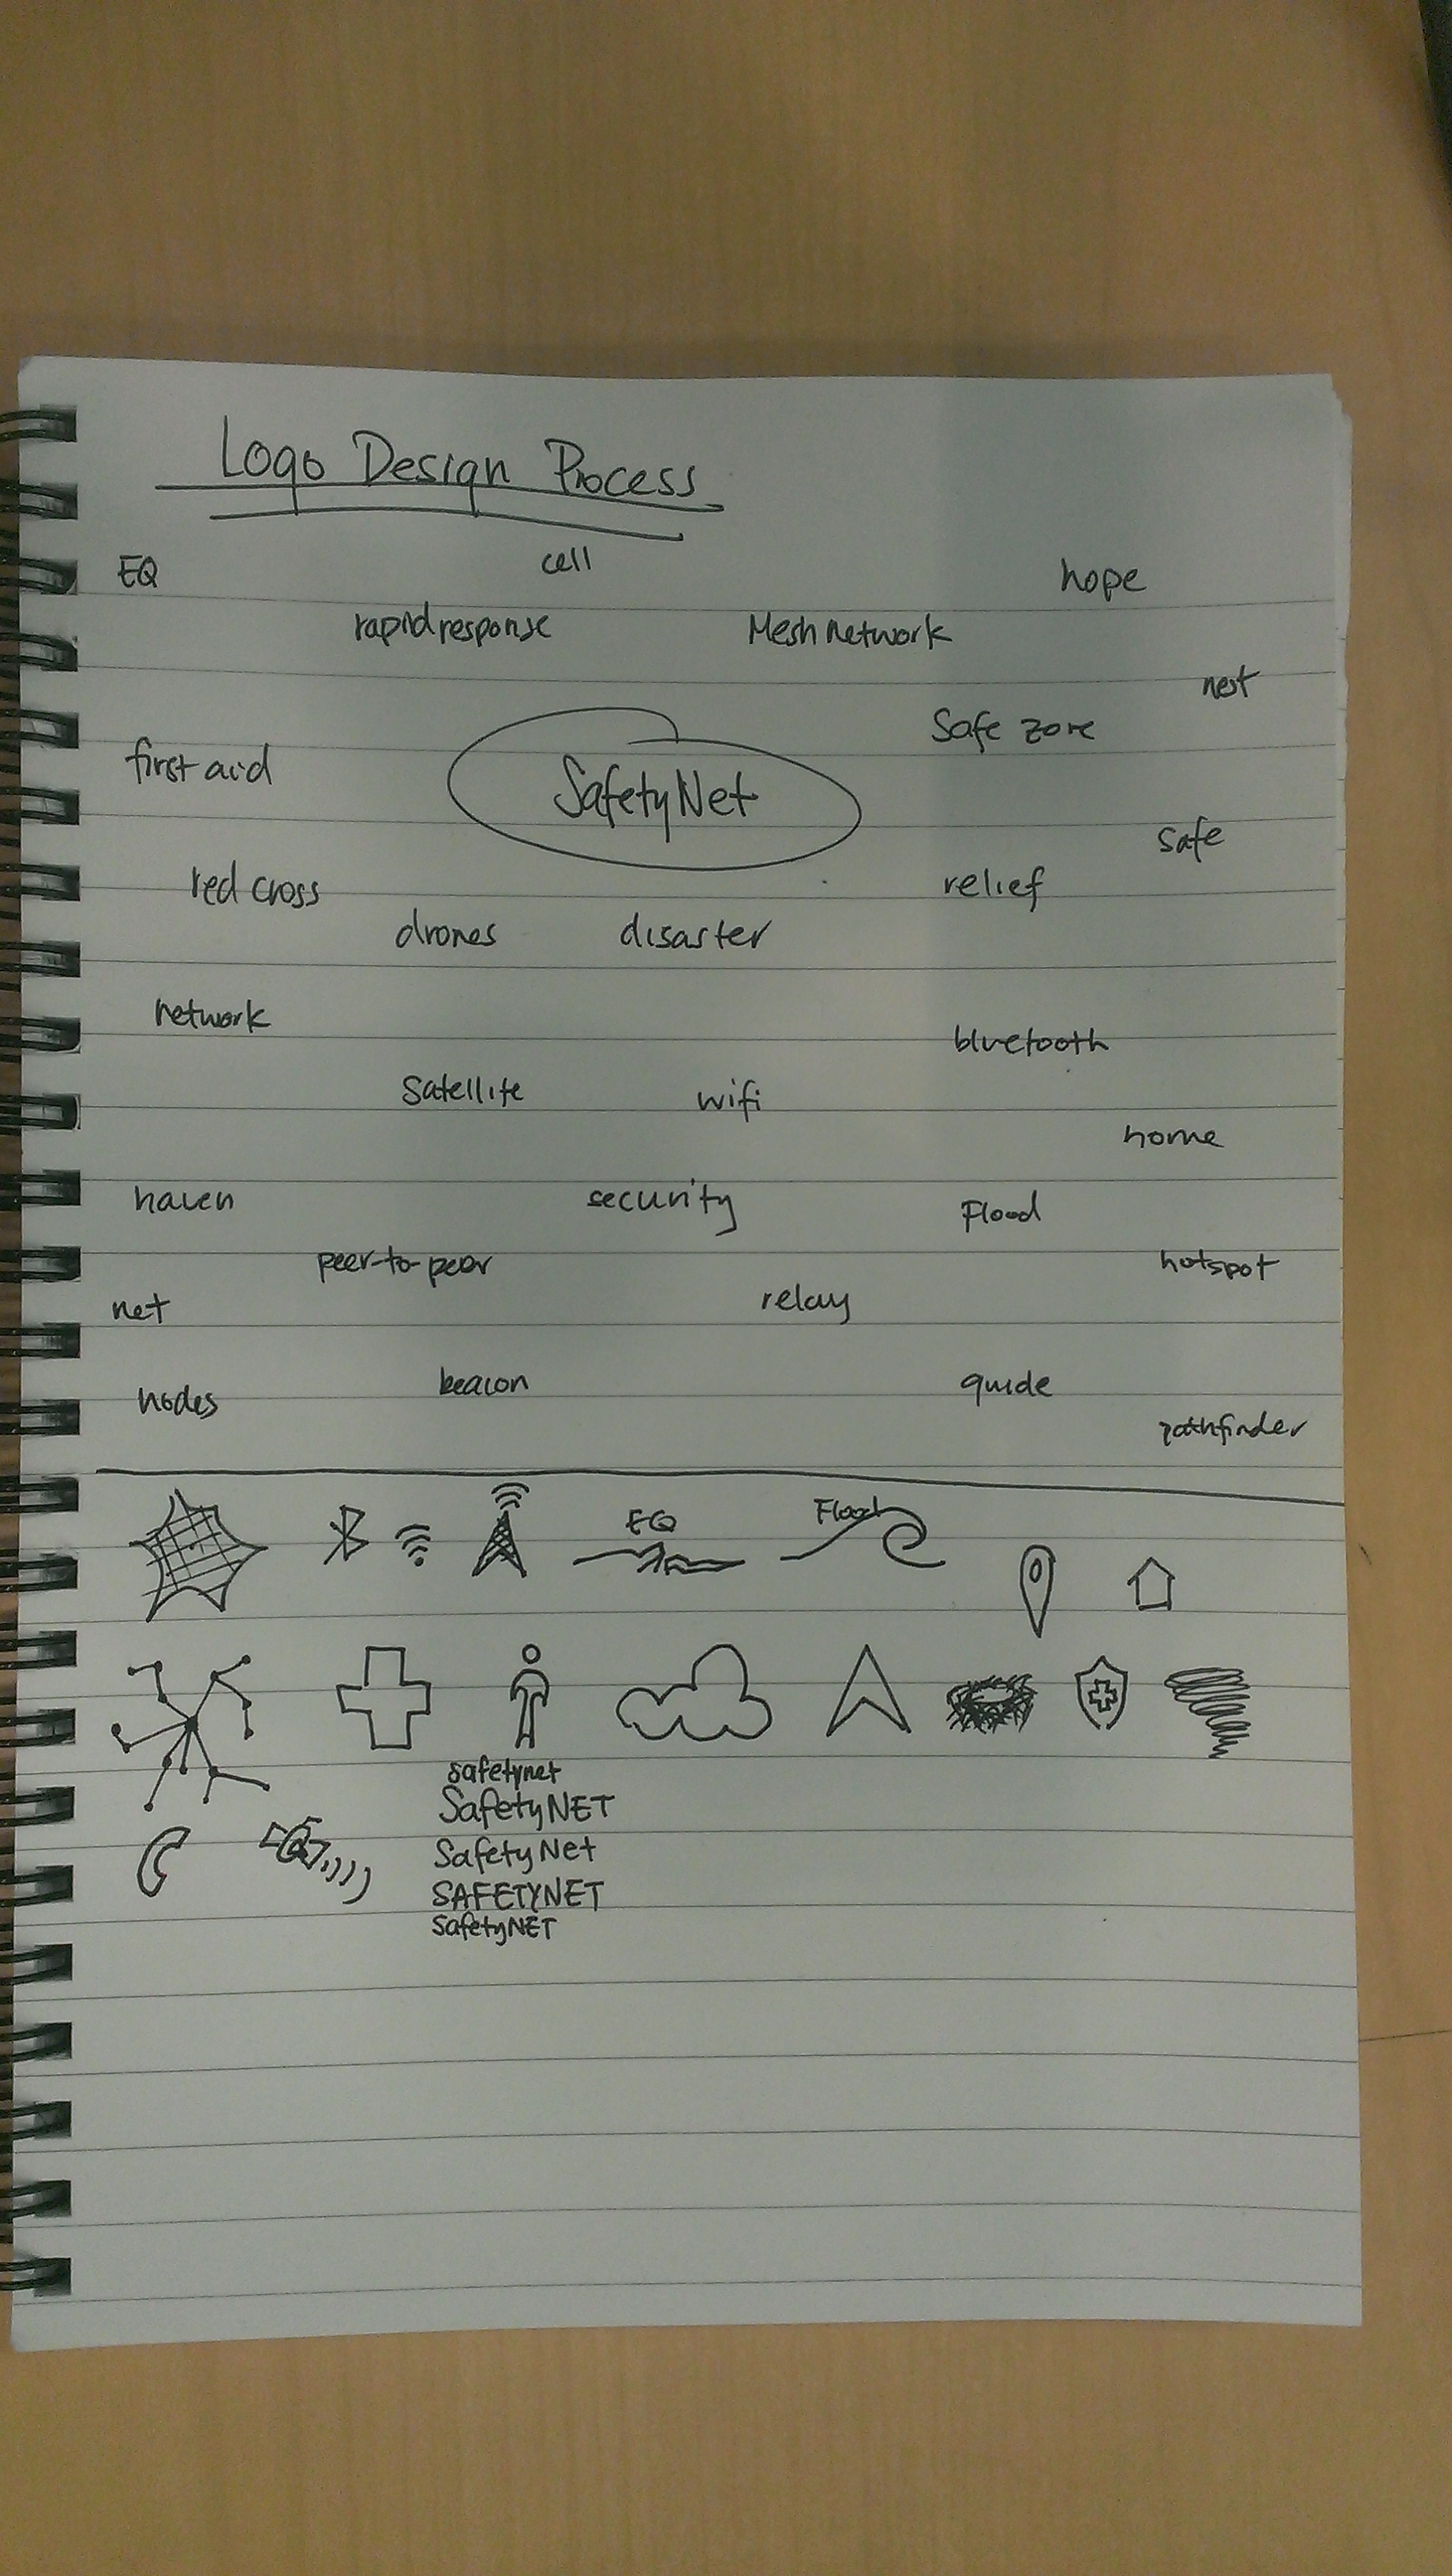 Logo Design Process
EQ
cell
hope
rapid response
Mesh network
nest
Safe zone
first aid
SafetyNet
safe
red cross
relief
drones
disaster
network
bluetooth
satellite
wifi
home
haven
security
Flood
peer-to-peer
hotspot
net
relay
nodes
beacon
guide
pathfinder
EQ
Flood
safetynet
SafetyNET
SafetyNet
SAFETYNET
SafetyNET